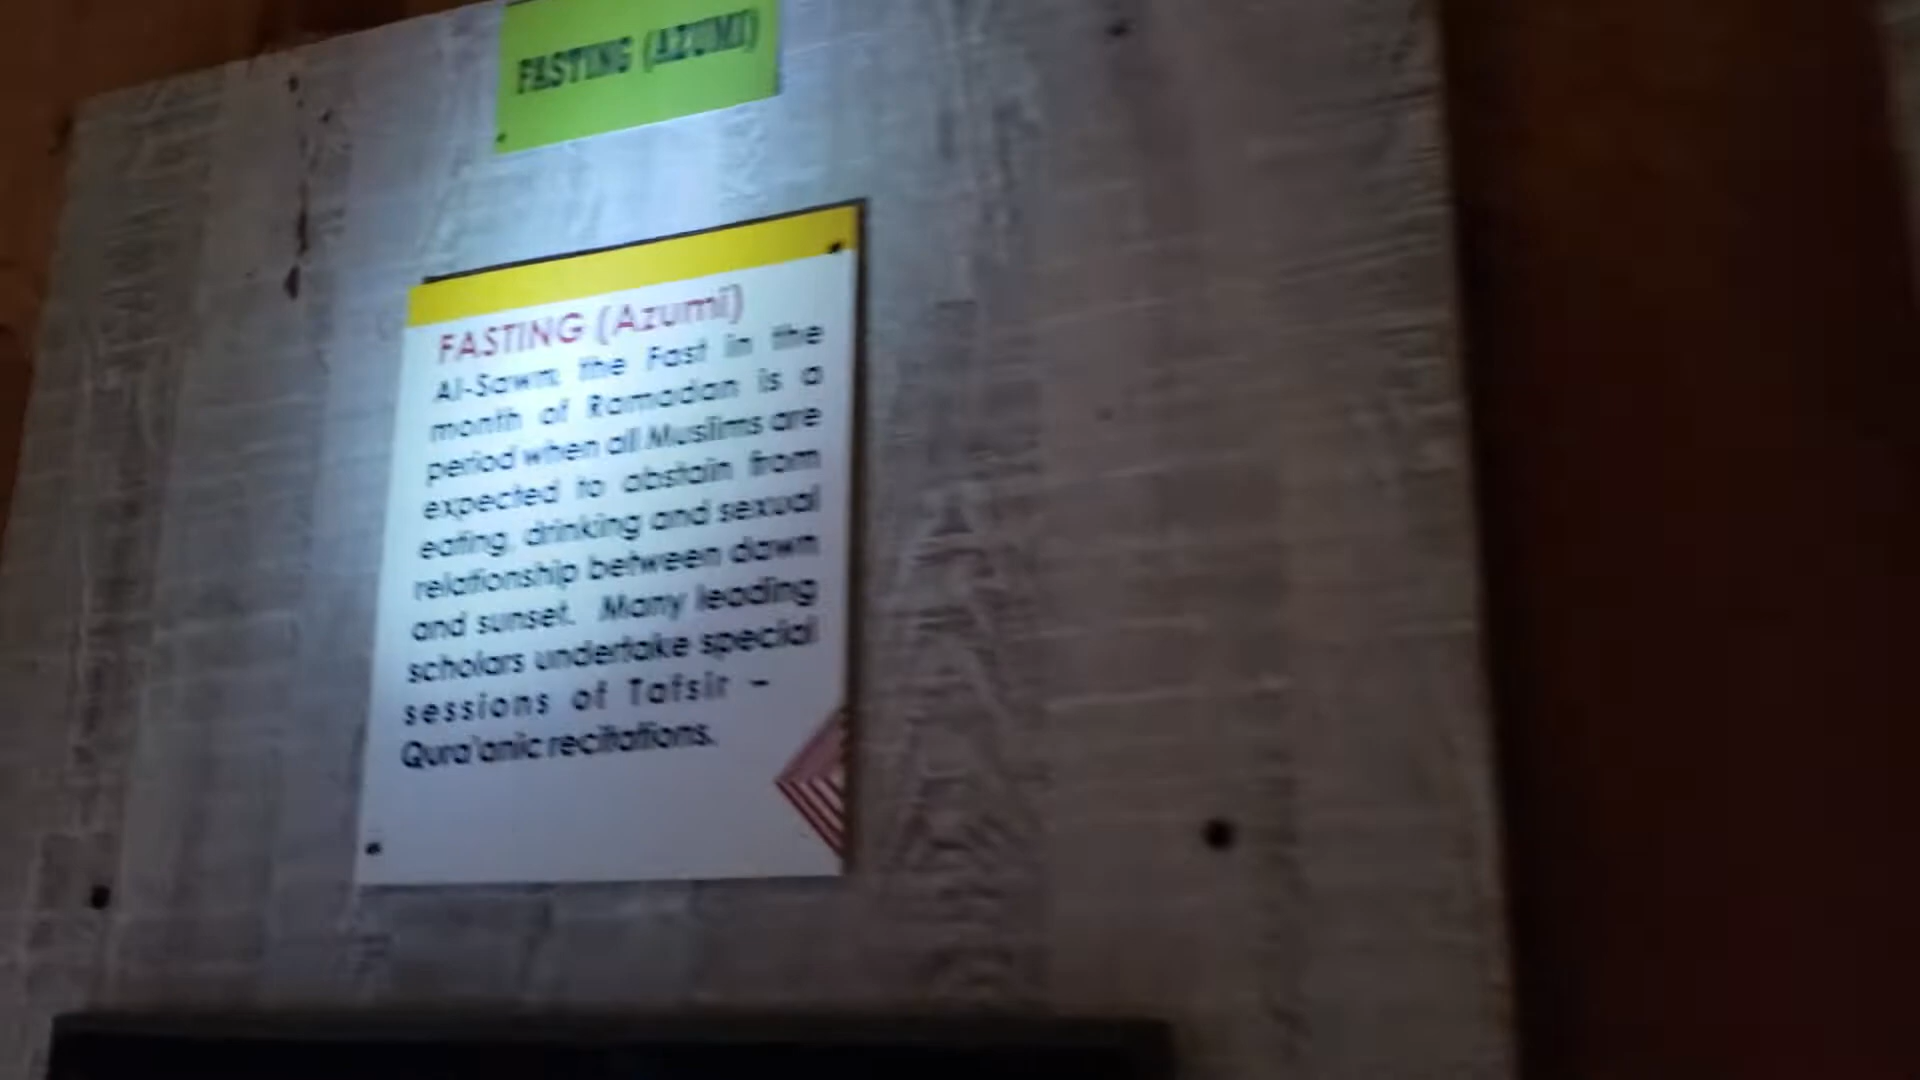 FASTING (AZUMI)
FASTING (Azumi)
Al-Sawm: the Fast in the
month of Ramadan is a
period when all Muslims are
expected to abstain from
eating, drinking and sexual
relationship between dawn
and sunset. Many leading
scholars undertake special
sessions of Tafsir -
Qura'anic recitations.